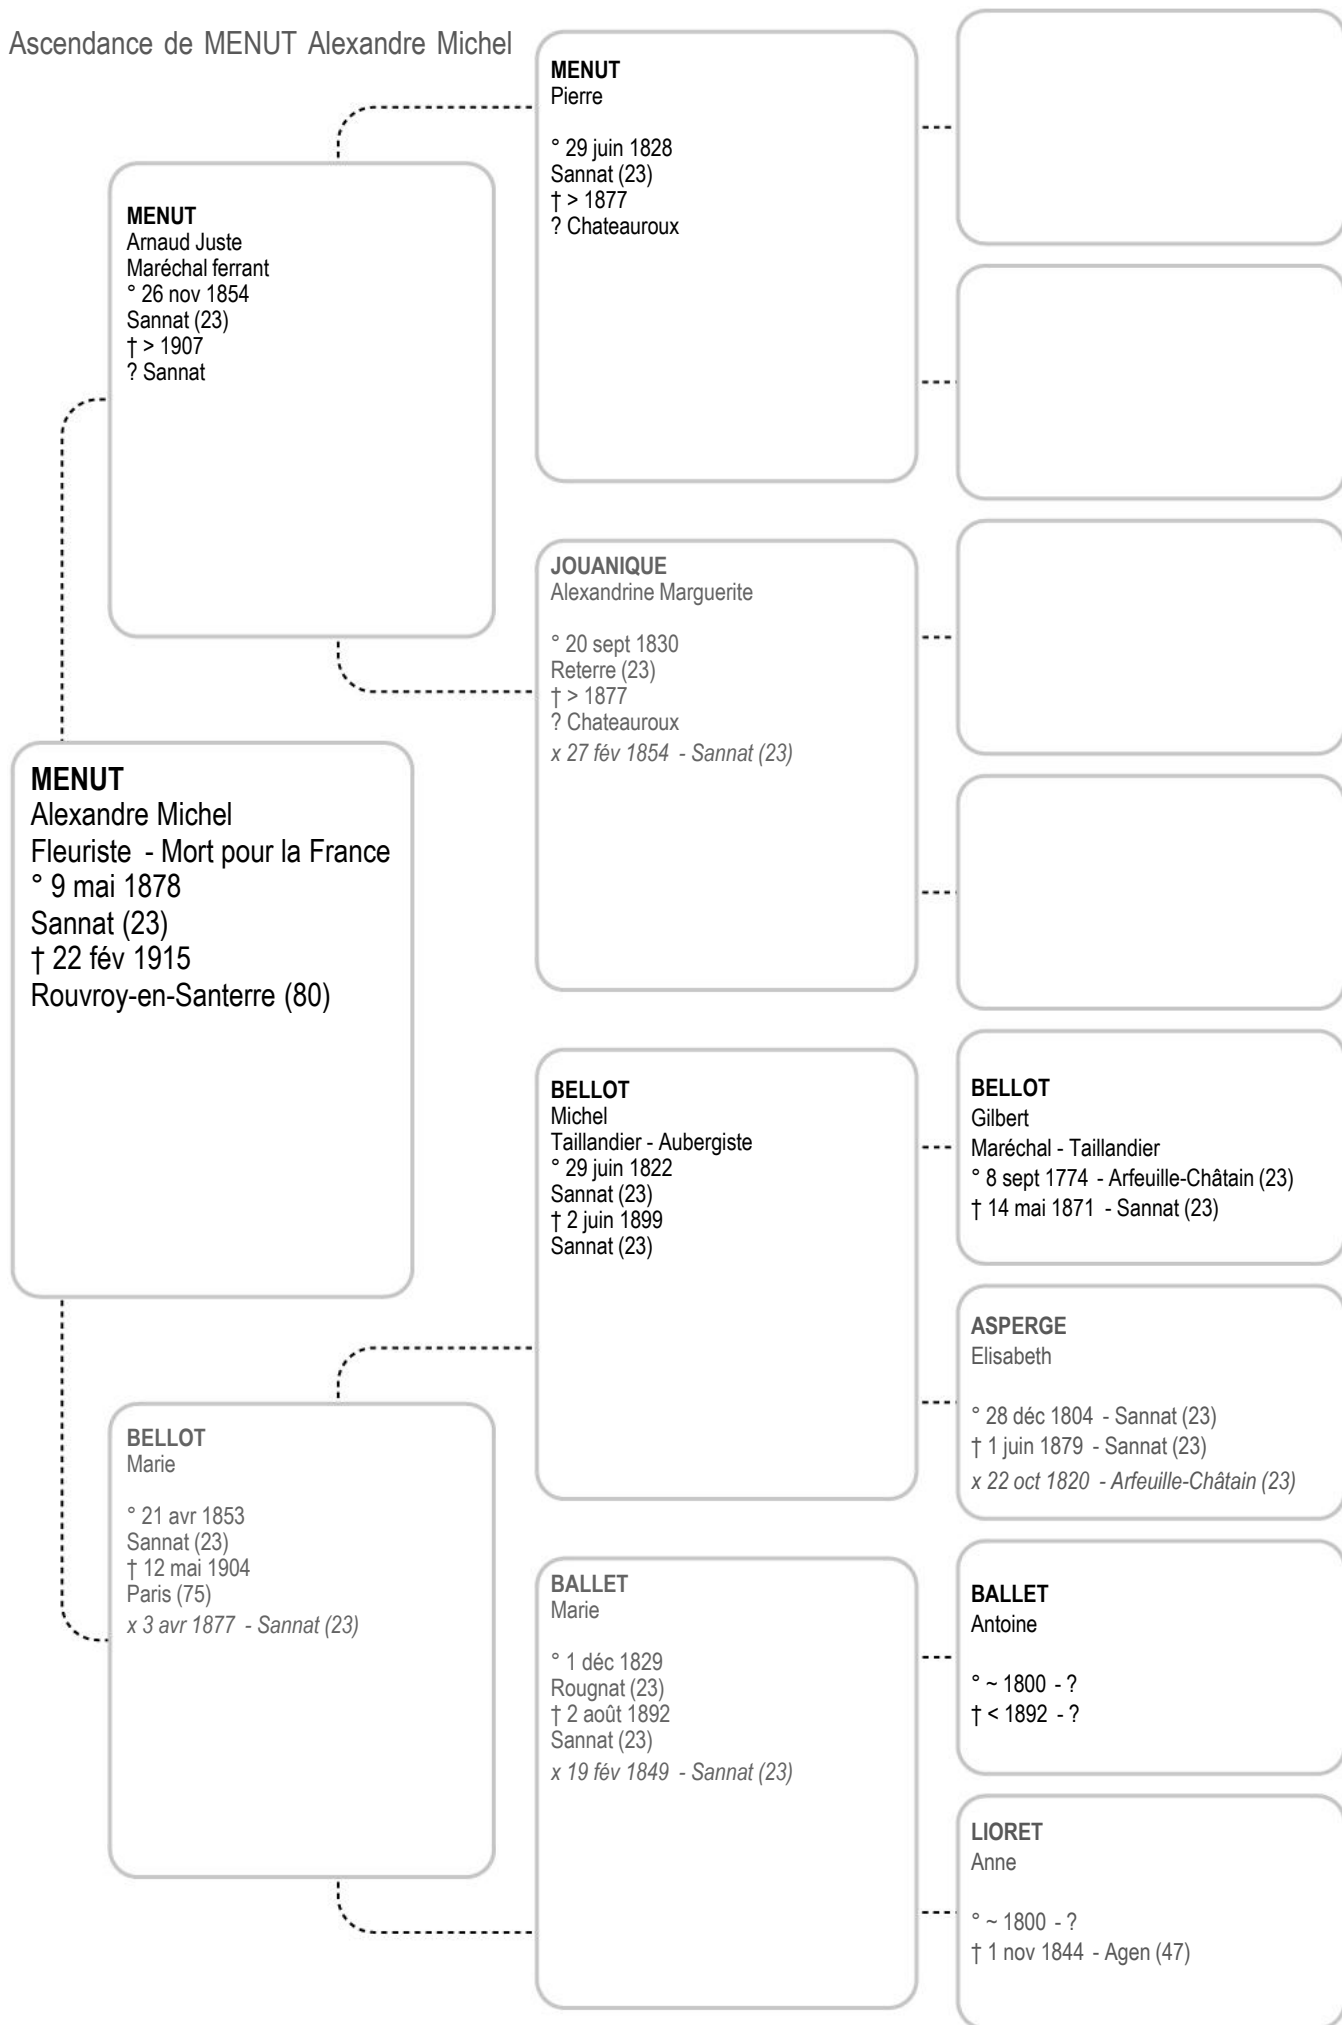 Ascendance de MENUT Alexandre Michel
MENUT
Pierre
° 29 juin 1828
Sannat (23)
† > 1877
? Chateauroux
MENUT
Arnaud Juste
Maréchal ferrant
° 26 nov 1854
Sannat (23)
† > 1907
? Sannat
JOUANIQUE
Alexandrine Marguerite
° 20 sept 1830
Reterre (23)
† > 1877
? Chateauroux
x 27 fév 1854 - Sannat (23)
MENUT
Alexandre Michel
Fleuriste - Mort pour la France
° 9 mai 1878
Sannat (23)
† 22 fév 1915
Rouvroy-en-Santerre (80)
BELLOT
Michel
Taillandier - Aubergiste
° 29 juin 1822
Sannat (23)
† 2 juin 1899
Sannat (23)
BELLOT
Gilbert
Maréchal - Taillandier
° 8 sept 1774 - Arfeuille-Châtain (23)
† 14 mai 1871 - Sannat (23)
ASPERGE
Elisabeth
° 28 déc 1804 - Sannat (23)
† 1 juin 1879 - Sannat (23)
x 22 oct 1820 - Arfeuille-Châtain (23)
BELLOT
Marie
° 21 avr 1853
Sannat (23)
† 12 mai 1904
Paris (75)
x 3 avr 1877 - Sannat (23)
BALLET
Marie
° 1 déc 1829
Rougnat (23)
† 2 août 1892
Sannat (23)
x 19 fév 1849 - Sannat (23)
BALLET
Antoine
° ~ 1800 - ?
† < 1892 - ?
LIORET
Anne
° ~ 1800 - ?
† 1 nov 1844 - Agen (47)